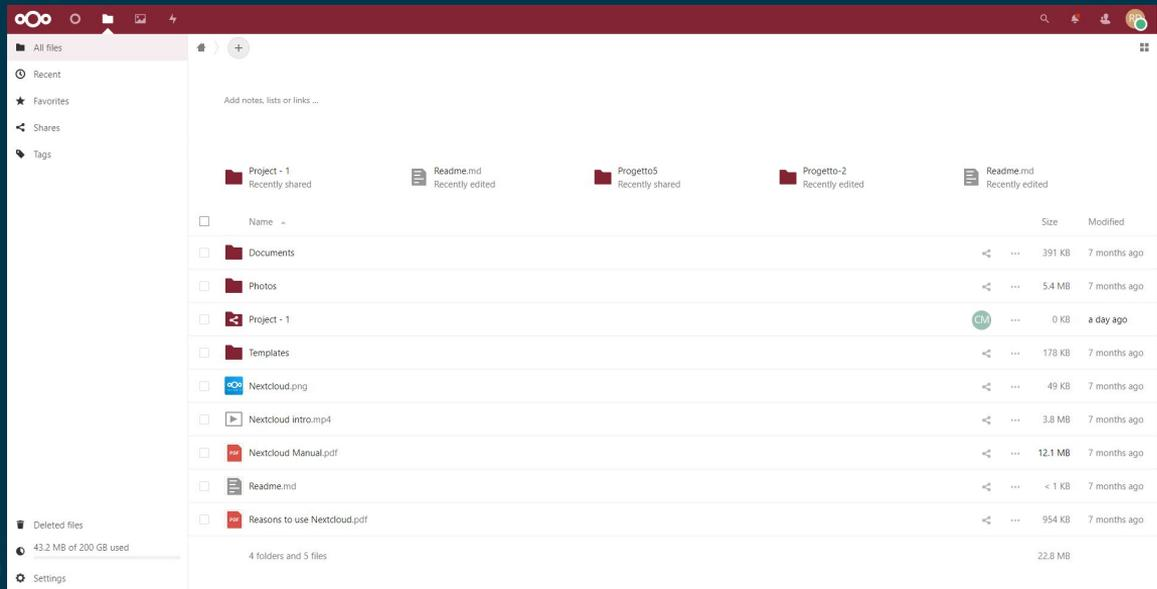 RD
All files
Recent
Favorites
Shares
Tags
Add notes, lists or links ...
Project - 1
Recently shared
Readme.md
Recently edited
Progetto5
Recently shared
Progetto-2
Recently edited
Readme.md
Recently edited
Name Size Modified
Documents 391 KB 7 months ago
Photos 5.4 MB 7 months ago
Project - 1 CM 0 KB a day ago
Templates 178 KB 7 months ago
Nextcloud.png 49 KB 7 months ago
Nextcloud intro.mp4 3.8 MB 7 months ago
PDF Nextcloud Manual.pdf 12.1 MB 7 months ago
Readme.md < 1 KB 7 months ago
PDF Reasons to use Nextcloud.pdf 954 KB 7 months ago
4 folders and 5 files 22.8 MB
Deleted files
43.2 MB of 200 GB used
Settings